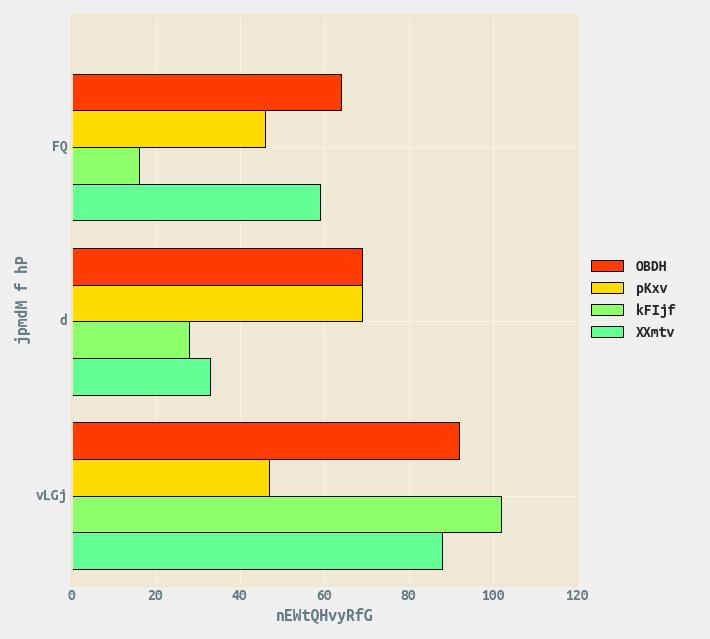 FQ
d
vLGj
jpmdM f hP
0 20 40 60 80 100 120
nEWtQHvyRfG
OBDH
pKxv
kFIjf
XXmtv